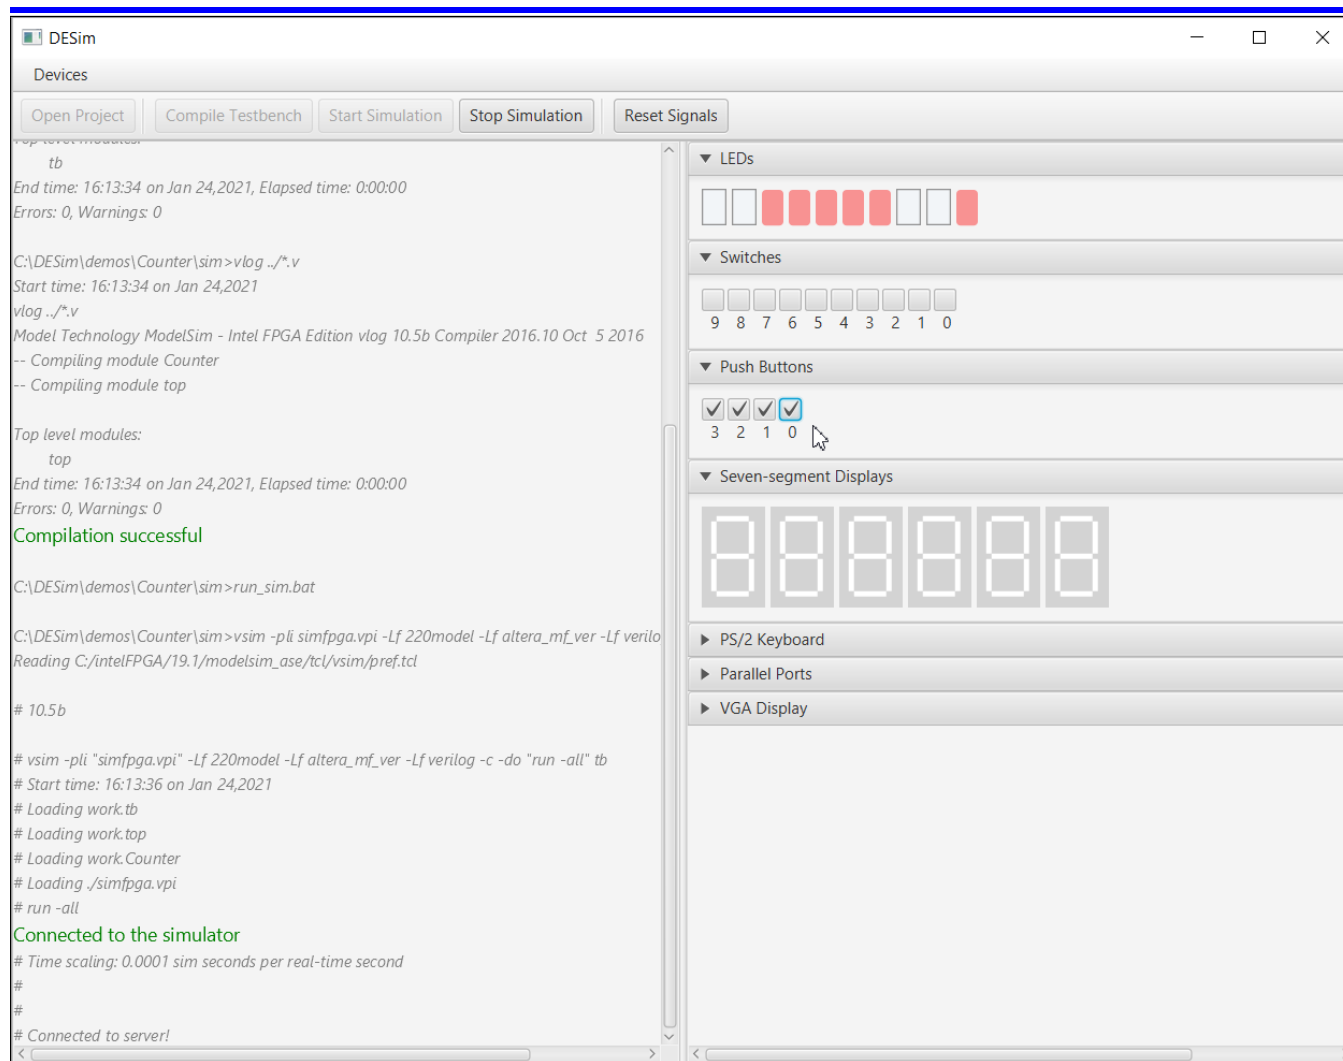 DESim
Devices
Open Project
Compile Testbench
Start Simulation
Stop Simulation
Reset Signals
Top level modules:
tb
End time: 16:13:34 on Jan 24,2021, Elapsed time: 0:00:00
Errors: 0, Warnings: 0
C:\DESim\demos\Counter\sim>vlog ../*.v
Start time: 16:13:34 on Jan 24,2021
vlog ../*.v
Model Technology ModelSim - Intel FPGA Edition vlog 10.5b Compiler 2016.10 Oct  5 2016
-- Compiling module Counter
-- Compiling module top
Top level modules:
top
End time: 16:13:34 on Jan 24,2021, Elapsed time: 0:00:00
Errors: 0, Warnings: 0
Compilation successful
C:\DESim\demos\Counter\sim>run_sim.bat
C:\DESim\demos\Counter\sim>vsim -pli simfpga.vpi -Lf 220model -Lf altera_mf_ver -Lf verilo
Reading C:/intelFPGA/19.1/modelsim_ase/tcl/vsim/pref.tcl
# 10.5b
# vsim -pli "simfpga.vpi" -Lf 220model -Lf altera_mf_ver -Lf verilog -c -do "run -all" tb
# Start time: 16:13:36 on Jan 24,2021
# Loading work.tb
# Loading work.top
# Loading work.Counter
# Loading ./simfpga.vpi
# run -all
Connected to the simulator
# Time scaling: 0.0001 sim seconds per real-time second
#
#
# Connected to server!
LEDs
Switches
9 8 7 6 5 4 3 2 1 0
Push Buttons
3 2 1 0
Seven-segment Displays
PS/2 Keyboard
Parallel Ports
VGA Display